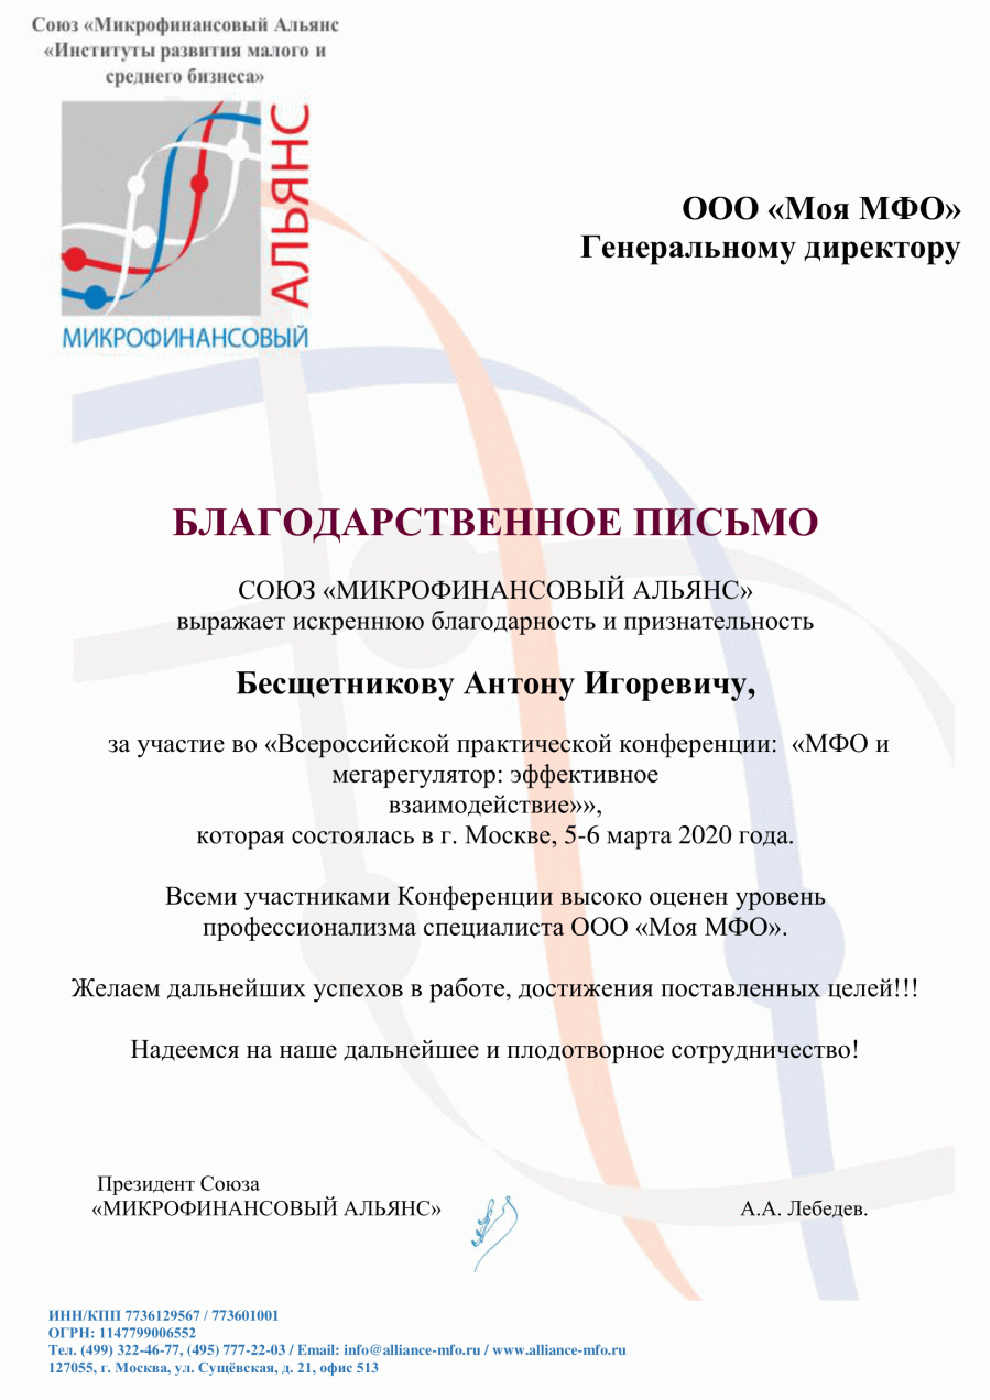 Союз «Микрофинансовый Альянс
«Институты развития малого и
среднего бизнеса»
АЛЬЯНС
МИКРОФИНАНСОВЫЙ
ООО «Моя МФО»
Генеральному директору
БЛАГОДАРСТВЕННОЕ ПИСЬМО
СОЮЗ «МИКРОФИНАНСОВЫЙ АЛЬЯНС»
выражает искреннюю благодарность и признательность
Бесщетникову Антону Игоревичу,
за участие во «Всероссийской практической конференции: «МФО и
мегарегулятор: эффективное
взаимодействие»»,
которая состоялась в г. Москве, 5-6 марта 2020 года.
Всеми участниками Конференции высоко оценен уровень
профессионализма специалиста ООО «Моя МФО».
Желаем дальнейших успехов в работе, достижения поставленных целей!!!
Надеемся на наше дальнейшее и плодотворное сотрудничество!
Президент Союза
«МИКРОФИНАНСОВЫЙ АЛЬЯНС»
А.А. Лебедев.
ИНН/КПП 7736129567 / 773601001
ОГРН: 1147799006552
Тел. (499) 322-46-77, (495) 777-22-03 / Email: info@alliance-mfo.ru / www.alliance-mfo.ru
127055, г. Москва, ул. Сущёвская, д. 21, офис 513